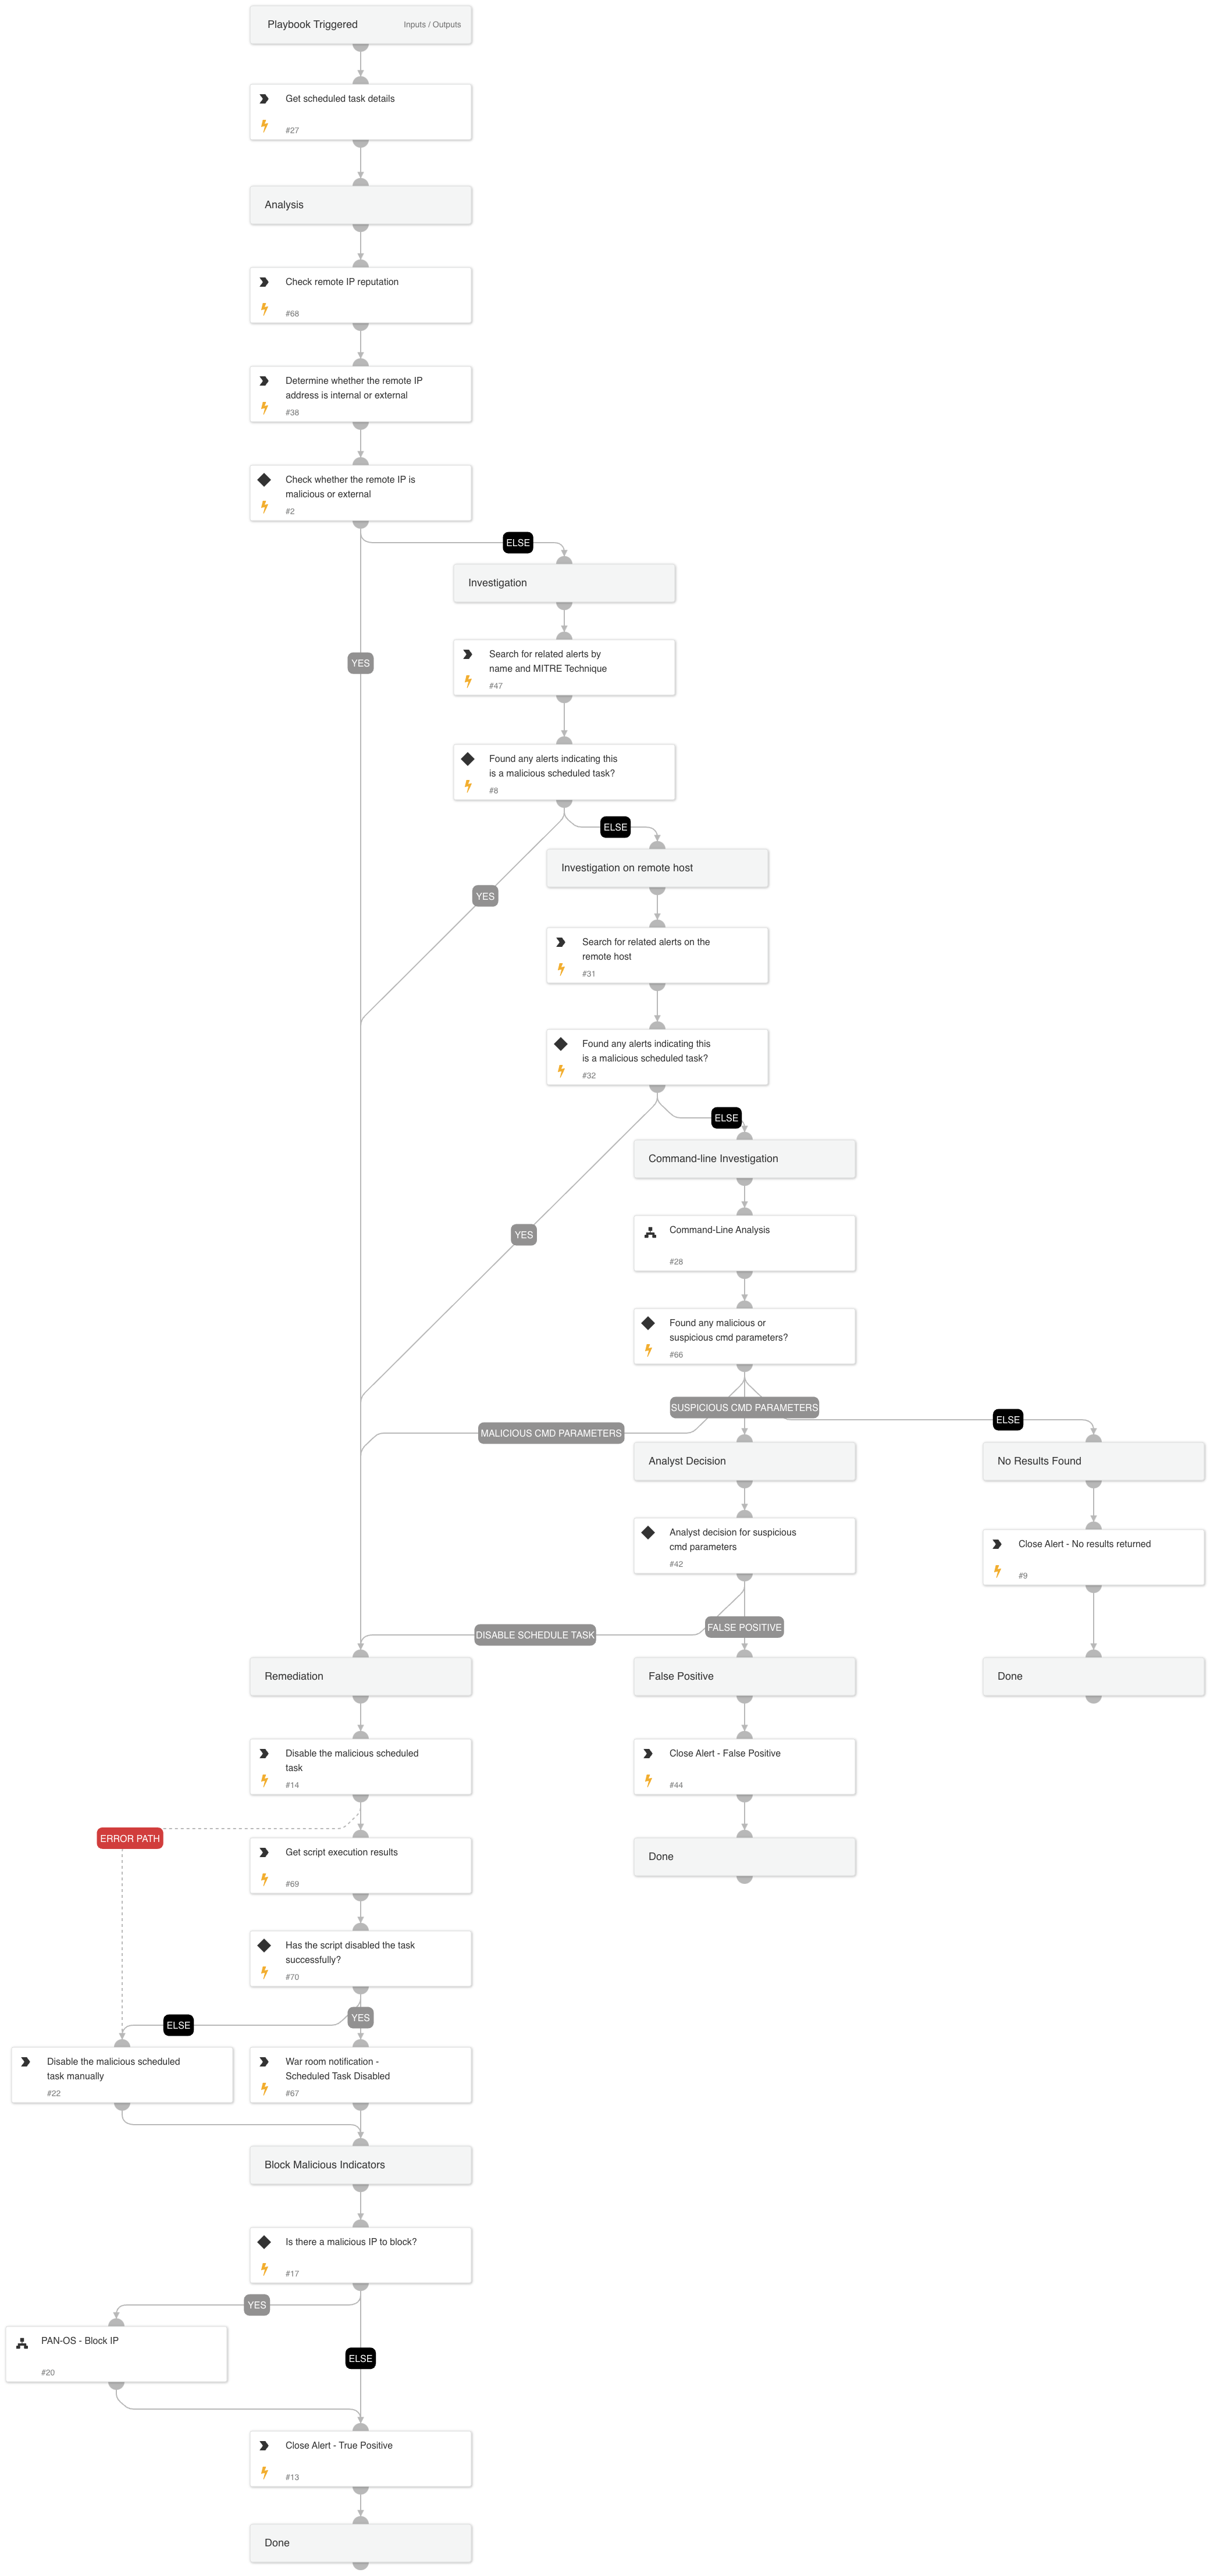 Playbook Triggered
Inputs / Outputs
Get scheduled task details
#27
Analysis
Check remote IP reputation
#68
Determine whether the remote IP
address is internal or external
#38
Check whether the remote IP is
malicious or external
#2
ELSE
Investigation
YES
Search for related alerts by
name and MITRE Technique
#47
Found any alerts indicating this
is a malicious scheduled task?
#8
ELSE
Investigation on remote host
YES
Search for related alerts on the
remote host
#31
Found any alerts indicating this
is a malicious scheduled task?
#32
ELSE
Command-line Investigation
YES
Command-Line Analysis
#28
Found any malicious or
suspicious cmd parameters?
#66
SUSPICIOUS CMD PARAMETERS
ELSE
MALICIOUS CMD PARAMETERS
Analyst Decision
No Results Found
Analyst decision for suspicious
cmd parameters
#42
Close Alert - No results returned
#9
FALSE POSITIVE
DISABLE SCHEDULE TASK
Remediation
False Positive
Done
Disable the malicious scheduled
task
#14
Close Alert - False Positive
#44
ERROR PATH
Get script execution results
#69
Done
Has the script disabled the task
successfully?
#70
YES
ELSE
Disable the malicious scheduled
task manually
#22
War room notification -
Scheduled Task Disabled
#67
Block Malicious Indicators
Is there a malicious IP to block?
#17
YES
PAN-OS - Block IP
#20
ELSE
Close Alert - True Positive
#13
Done